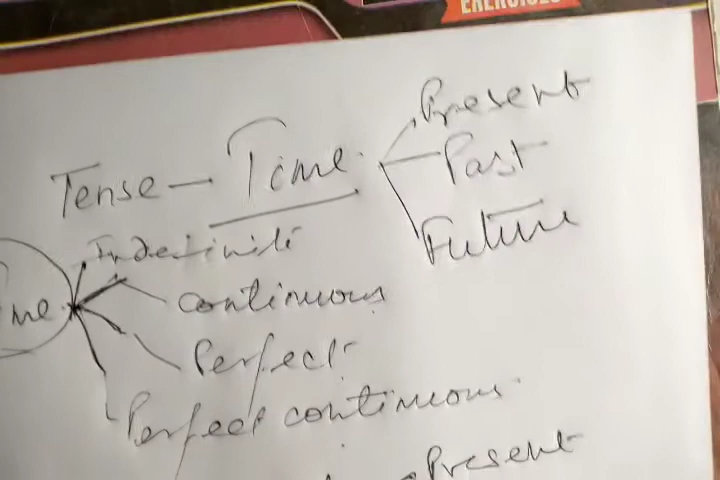 EXERCISES
Present
Tense — Time.
Past
Future
Indefinite
me.
continuous
Perfect
Perfect continuous.
Present